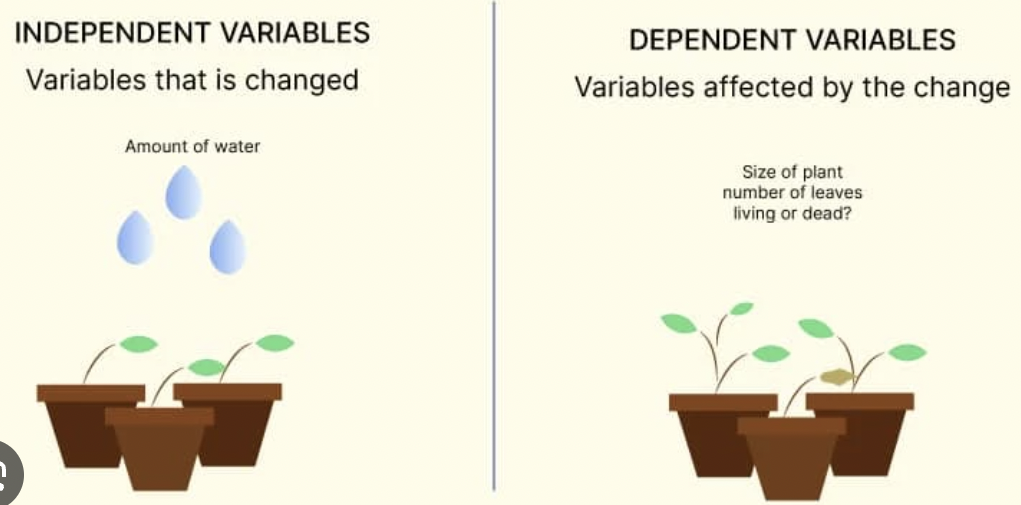 INDEPENDENT VARIABLES
Variables that is changed
Amount of water
DEPENDENT VARIABLES
Variables affected by the change
Size of plant
number of leaves
living or dead?